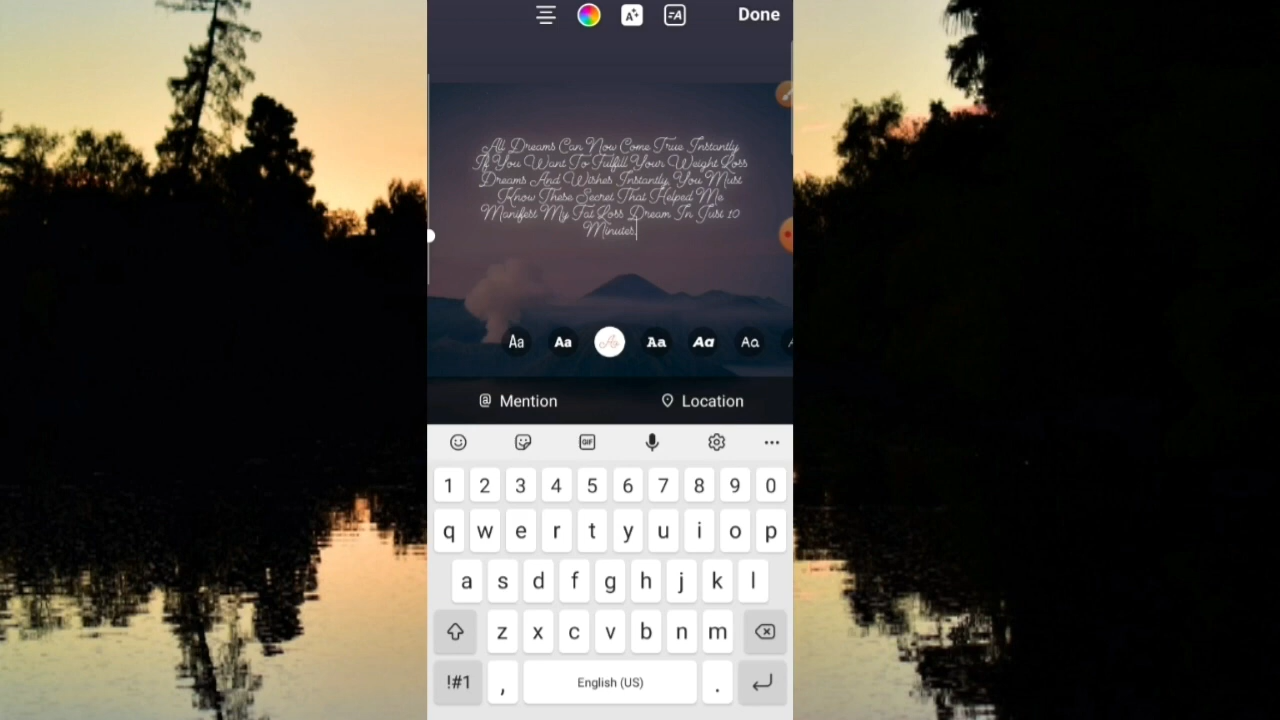 Done
All Dreams Can Now Come True Instantly
If You Want To Fulfill Your Weight Loss
Dreams And Wishes Instantly, You Must
Know These Secret That Helped Me
Manifest My Fat Loss Dream In Just 10
Minutes.
Aa Aa Aa Aa Aa Aa
Mention Location
GIF
1 2 3 4 5 6 7 8 9 0
q w e r t y u i o p
a s d f g h j k l
z x c v b n m
!#1 , English (US) .